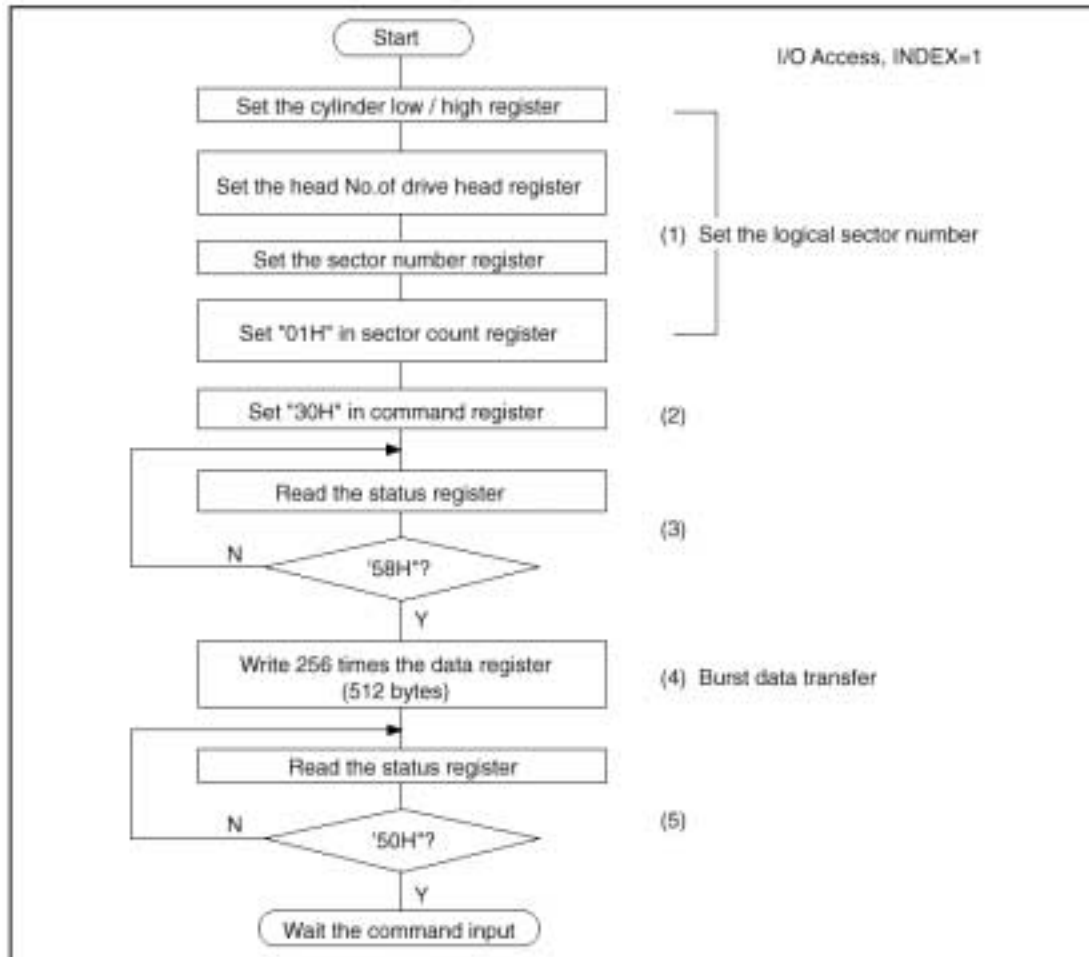 Start
I/O Access, INDEX=1
Set the cylinder low / high register
Set the head No.of drive head register
(1) Set the logical sector number
Set the sector number register
Set "01H" in sector count register
Set "30H" in command register
(2)
Read the status register
(3)
N
'58H"?
Y
Write 256 times the data register
(512 bytes)
(4) Burst data transfer
Read the status register
N
'50H"?
(5)
Y
Wait the command input